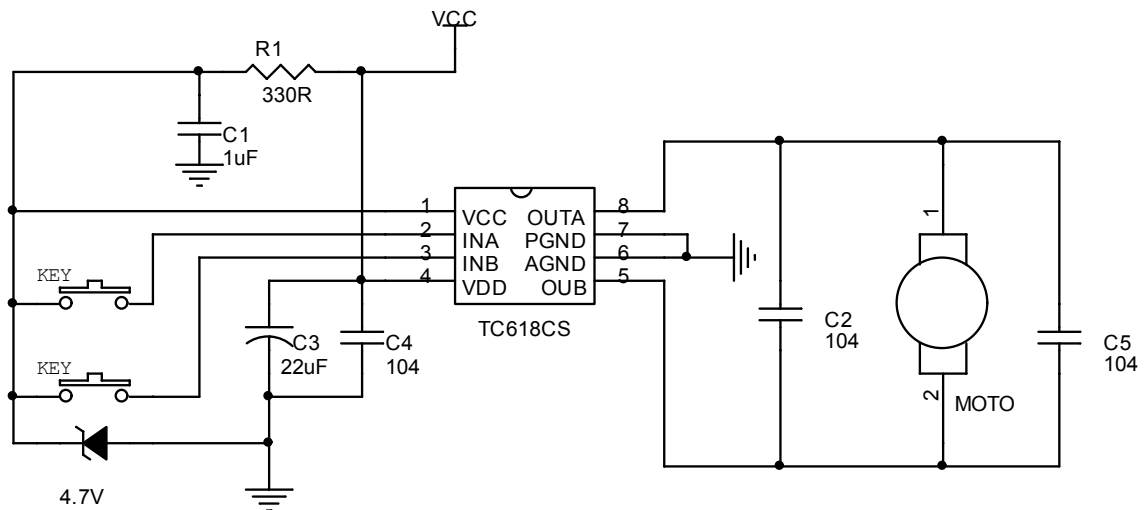 VCC
R1
330R
C1
1uF
1 VCC OUTA 8
2 INA PGND 7
3 INB AGND 6
4 VDD OUB 5
TC618CS
KEY
KEY
C3
22uF
C4
104
4.7V
C2
104
1
2
MOTO
C5
104